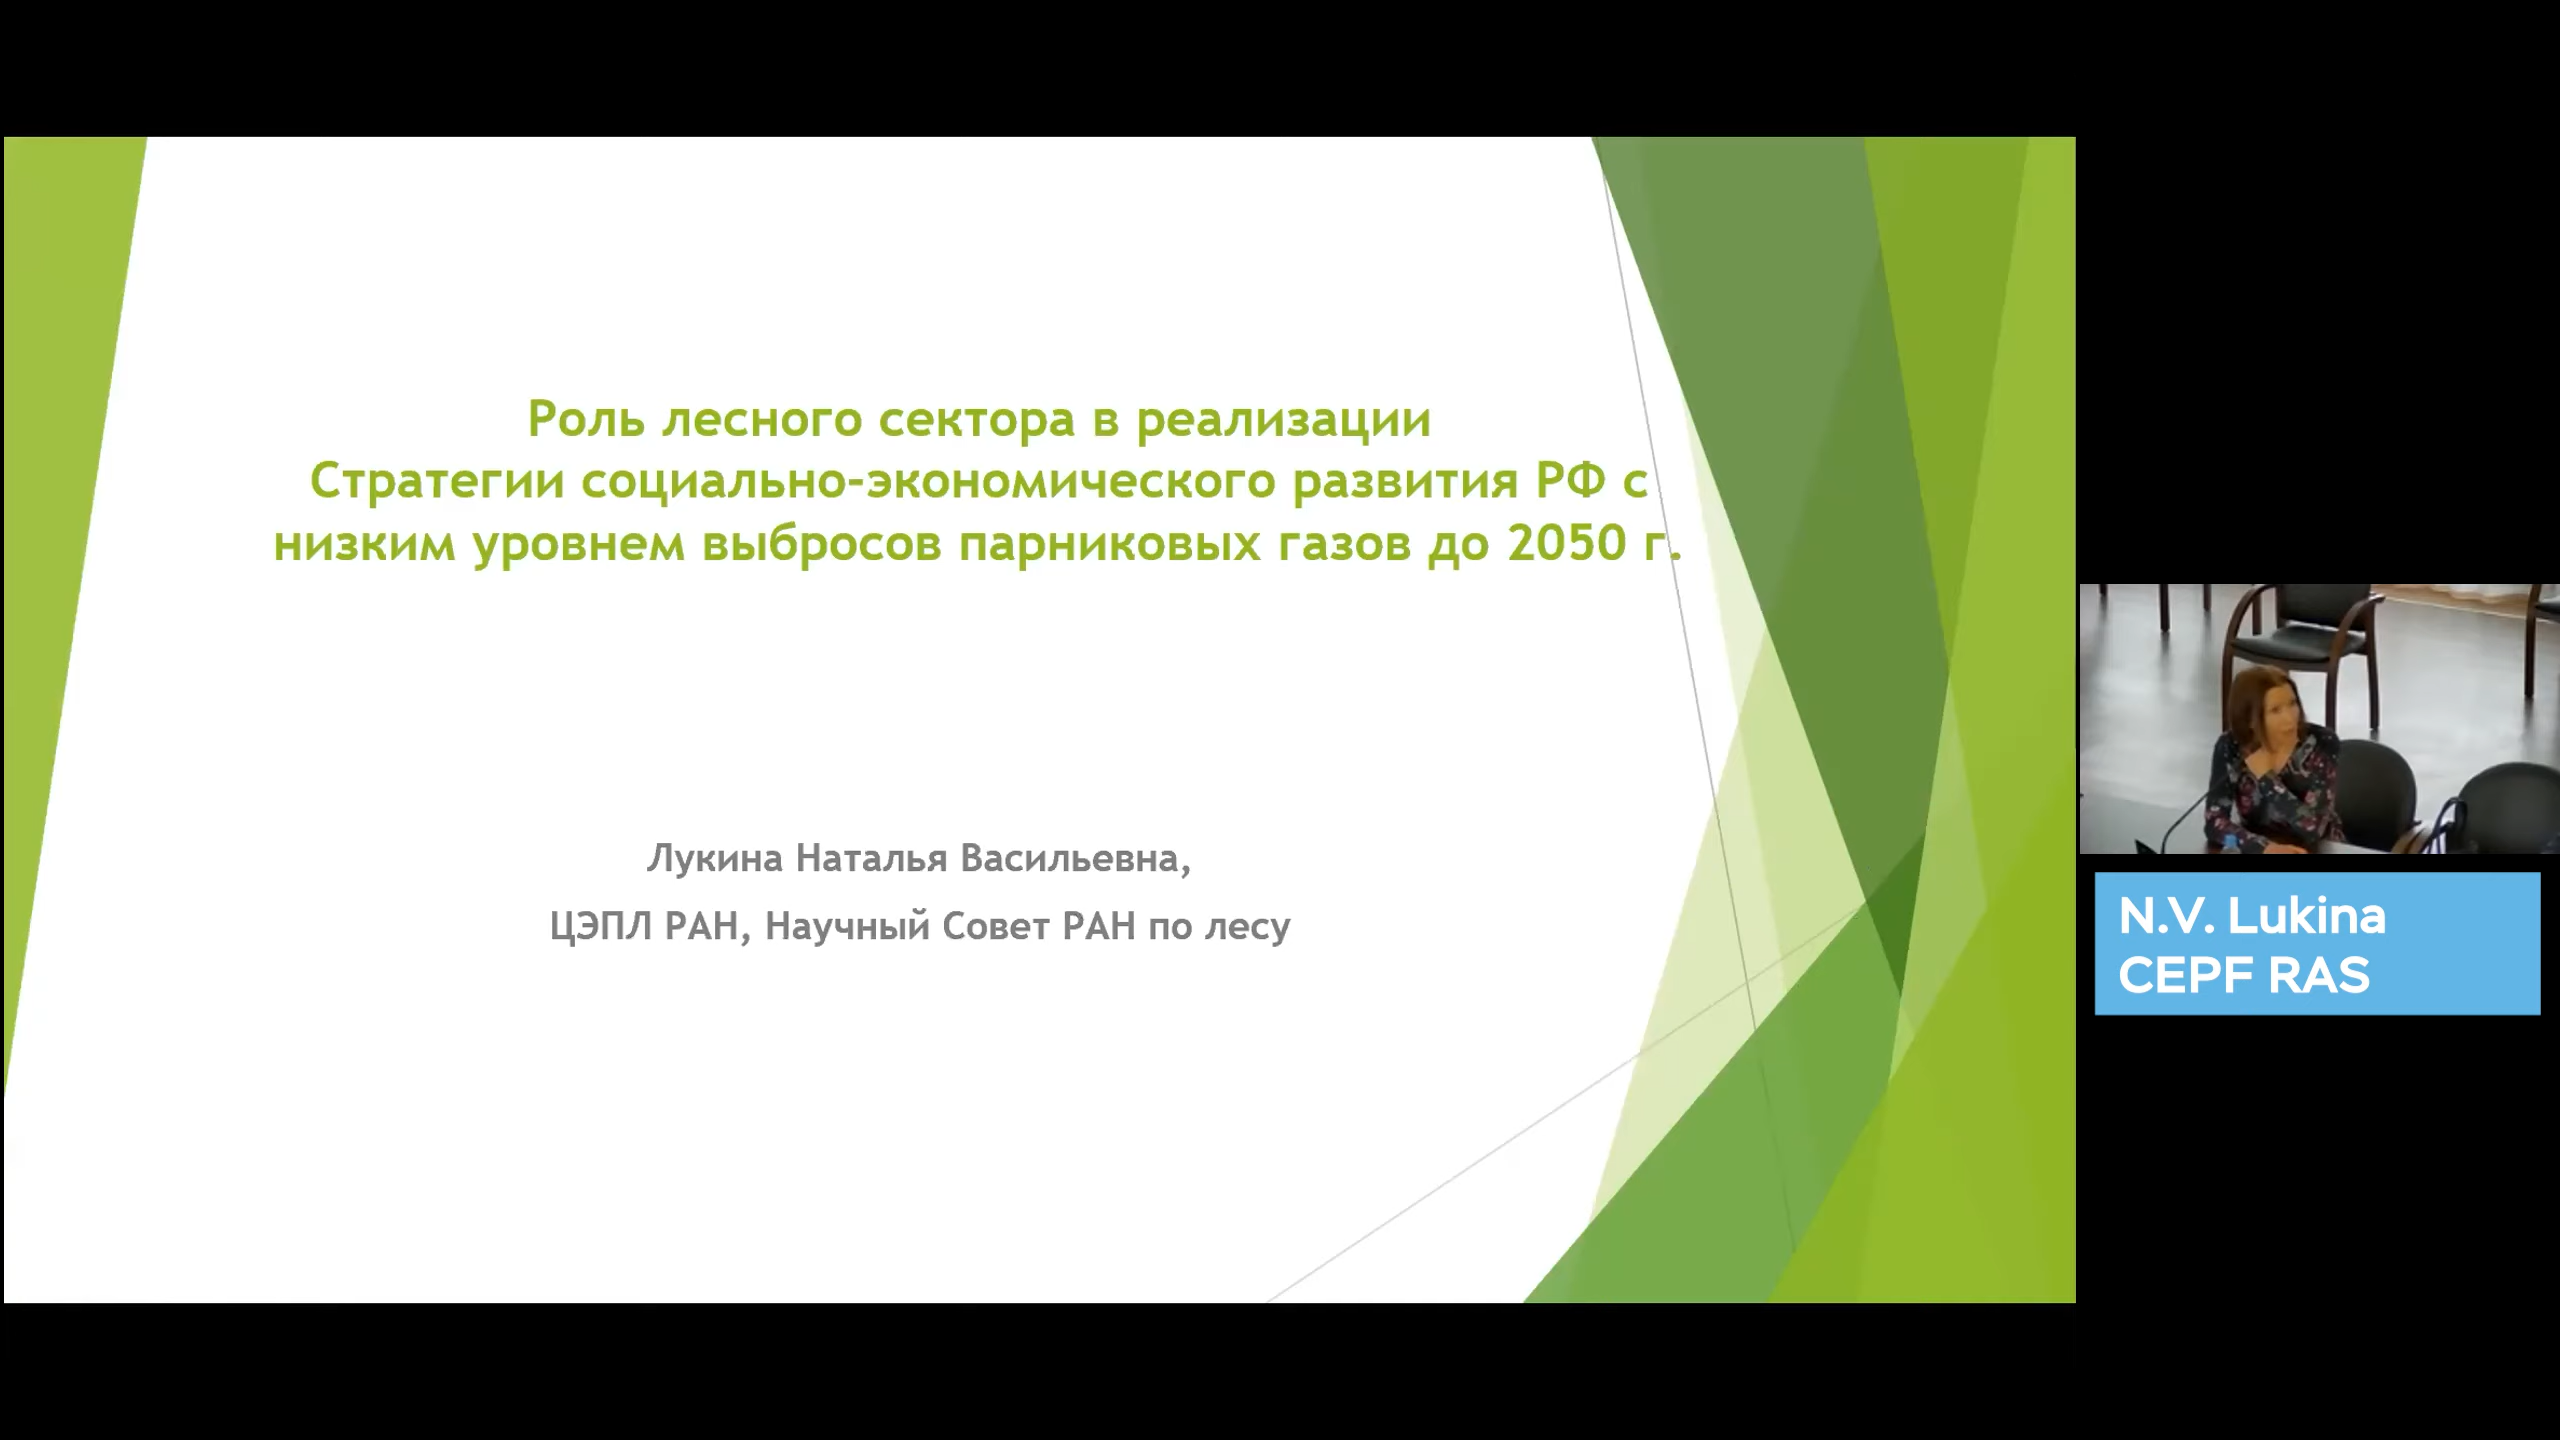 Роль лесного сектора в реализации
Стратегии социально-экономического развития РФ с
низким уровнем выбросов парниковых газов до 2050 г.
Лукина Наталья Васильевна,
ЦЭПЛ РАН, Научный Совет РАН по лесу
N.V. Lukina
CEPF RAS